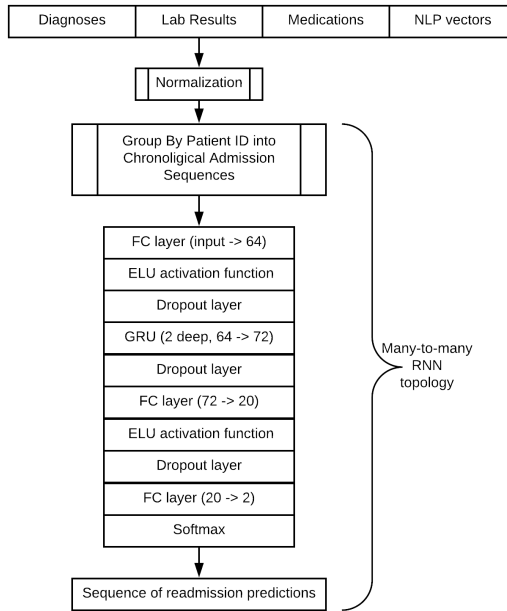 Diagnoses
Lab Results
Medications
NLP vectors
Normalization
Group By Patient ID into
Chronoligical Admission
Sequences
FC layer (input -> 64)
ELU activation function
Dropout layer
GRU (2 deep, 64 -> 72)
Dropout layer
FC layer (72 -> 20)
ELU activation function
Dropout layer
FC layer (20 -> 2)
Softmax
Many-to-many
RNN
topology
Sequence of readmission predictions